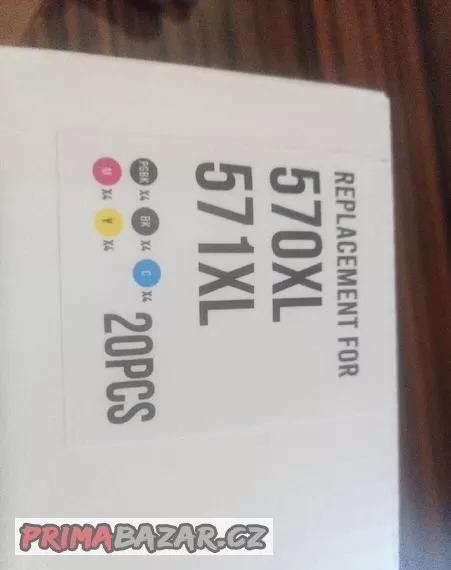 REPLACEMENT FOR
570XL
571XL
PGBK X4 BK X4 C X4
M X4 Y X4
20PCS
PRIMABAZAR.CZ